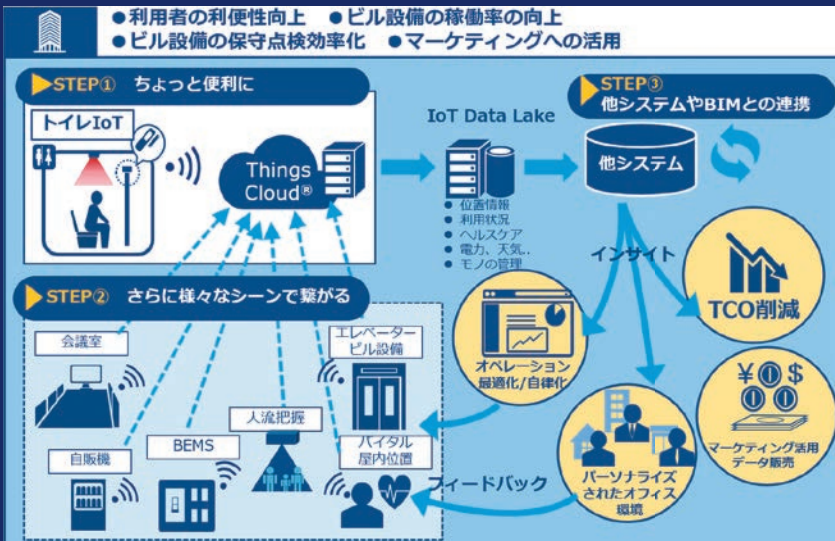 ●利用者の利便性向上 ●ビル設備の稼働率の向上
●ビル設備の保守点検効率化 ●マーケティングへの活用
STEP① ちょっと便利に
トイレIoT
Things
Cloud®
IoT Data Lake
● 位置情報
● 利用状況
● ヘルスケア
● 電力、天気..
● モノの管理
STEP③
他システムやBIMとの連携
他システム
インサイト
TCO削減
オペレーション
最適化/自律化
¥ $
マーケティング活用
データ販売
パーソナライズ
されたオフィス
環境
フィードバック
STEP② さらに様々なシーンで繋がる
会議室
エレベーター
ビル設備
人流把握
自販機
BEMS
バイタル
屋内位置